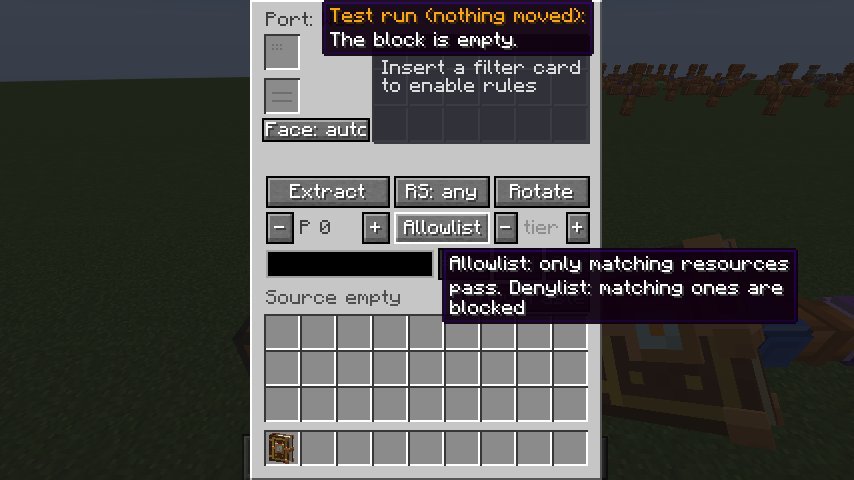 Port:
Test run (nothing moved):
The block is empty.
Insert a filter card
to enable rules
Face: auto
Extract
RS: any
Rotate
-
P 0
+
Allowlist
-
tier
+
Allowlist: only matching resources
pass. Denylist: matching ones are
blocked
Source empty